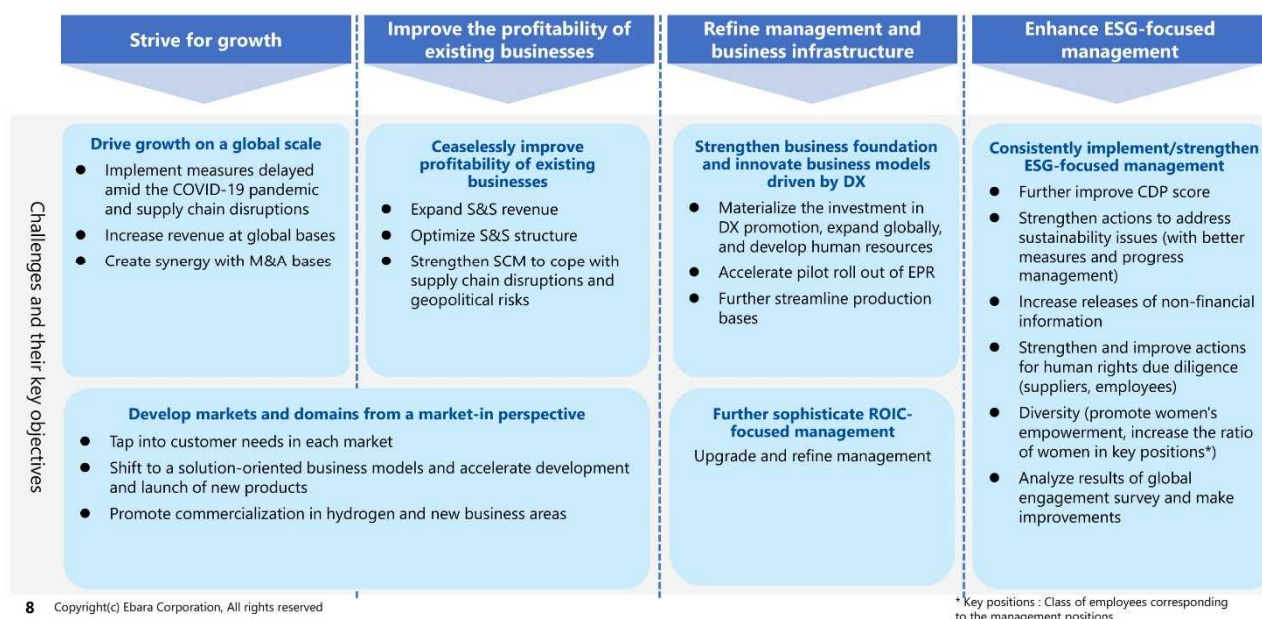 Strive for growth
Improve the profitability of
existing businesses
Refine management and
business infrastructure
Enhance ESG-focused
management
Challenges and their key objectives
Drive growth on a global scale
● Implement measures delayed
amid the COVID-19 pandemic
and supply chain disruptions
● Increase revenue at global bases
● Create synergy with M&A bases
Ceaselessly improve
profitability of existing
businesses
● Expand S&S revenue
● Optimize S&S structure
● Strengthen SCM to cope with
supply chain disruptions and
geopolitical risks
Develop markets and domains from a market-in perspective
● Tap into customer needs in each market
● Shift to a solution-oriented business models and accelerate development
and launch of new products
● Promote commercialization in hydrogen and new business areas
Strengthen business foundation
and innovate business models
driven by DX
● Materialize the investment in
DX promotion, expand globally,
and develop human resources
● Accelerate pilot roll out of EPR
● Further streamline production
bases
Further sophisticate ROIC-
focused management
Upgrade and refine management
Consistently implement/strengthen
ESG-focused management
● Further improve CDP score
● Strengthen actions to address
sustainability issues (with better
measures and progress
management)
● Increase releases of non-financial
information
● Strengthen and improve actions
for human rights due diligence
(suppliers, employees)
● Diversity (promote women's
empowerment, increase the ratio
of women in key positions*)
● Analyze results of global
engagement survey and make
improvements
8 Copyright(c) Ebara Corporation, All rights reserved
* Key positions : Class of employees corresponding
to the management positions